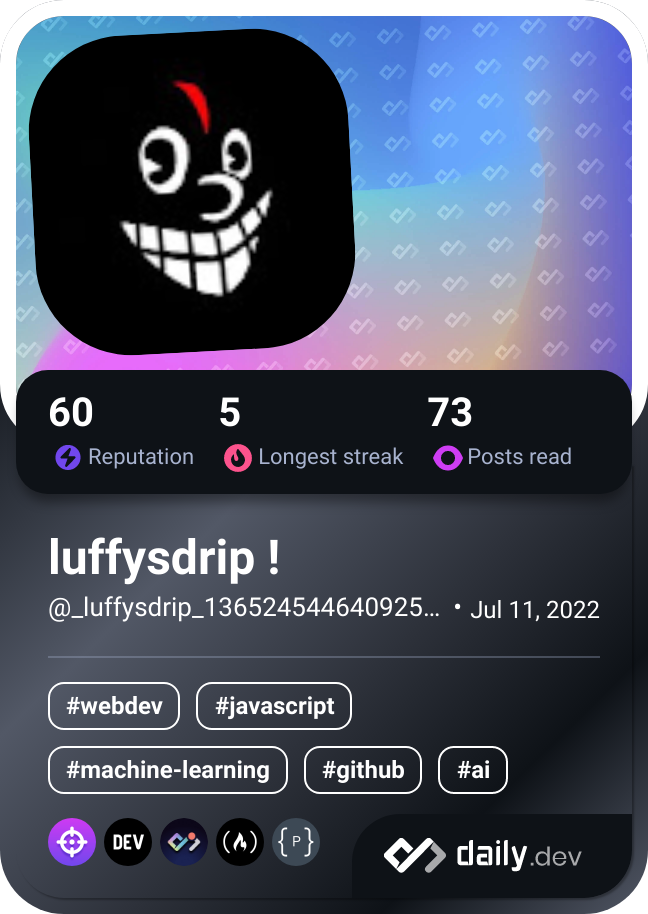 60 5 73
Reputation Longest streak Posts read
luffysdrip !
@_luffysdrip_136524544640925… • Jul 11, 2022
#webdev #javascript
#machine-learning #github #ai
DEV {P} daily.dev